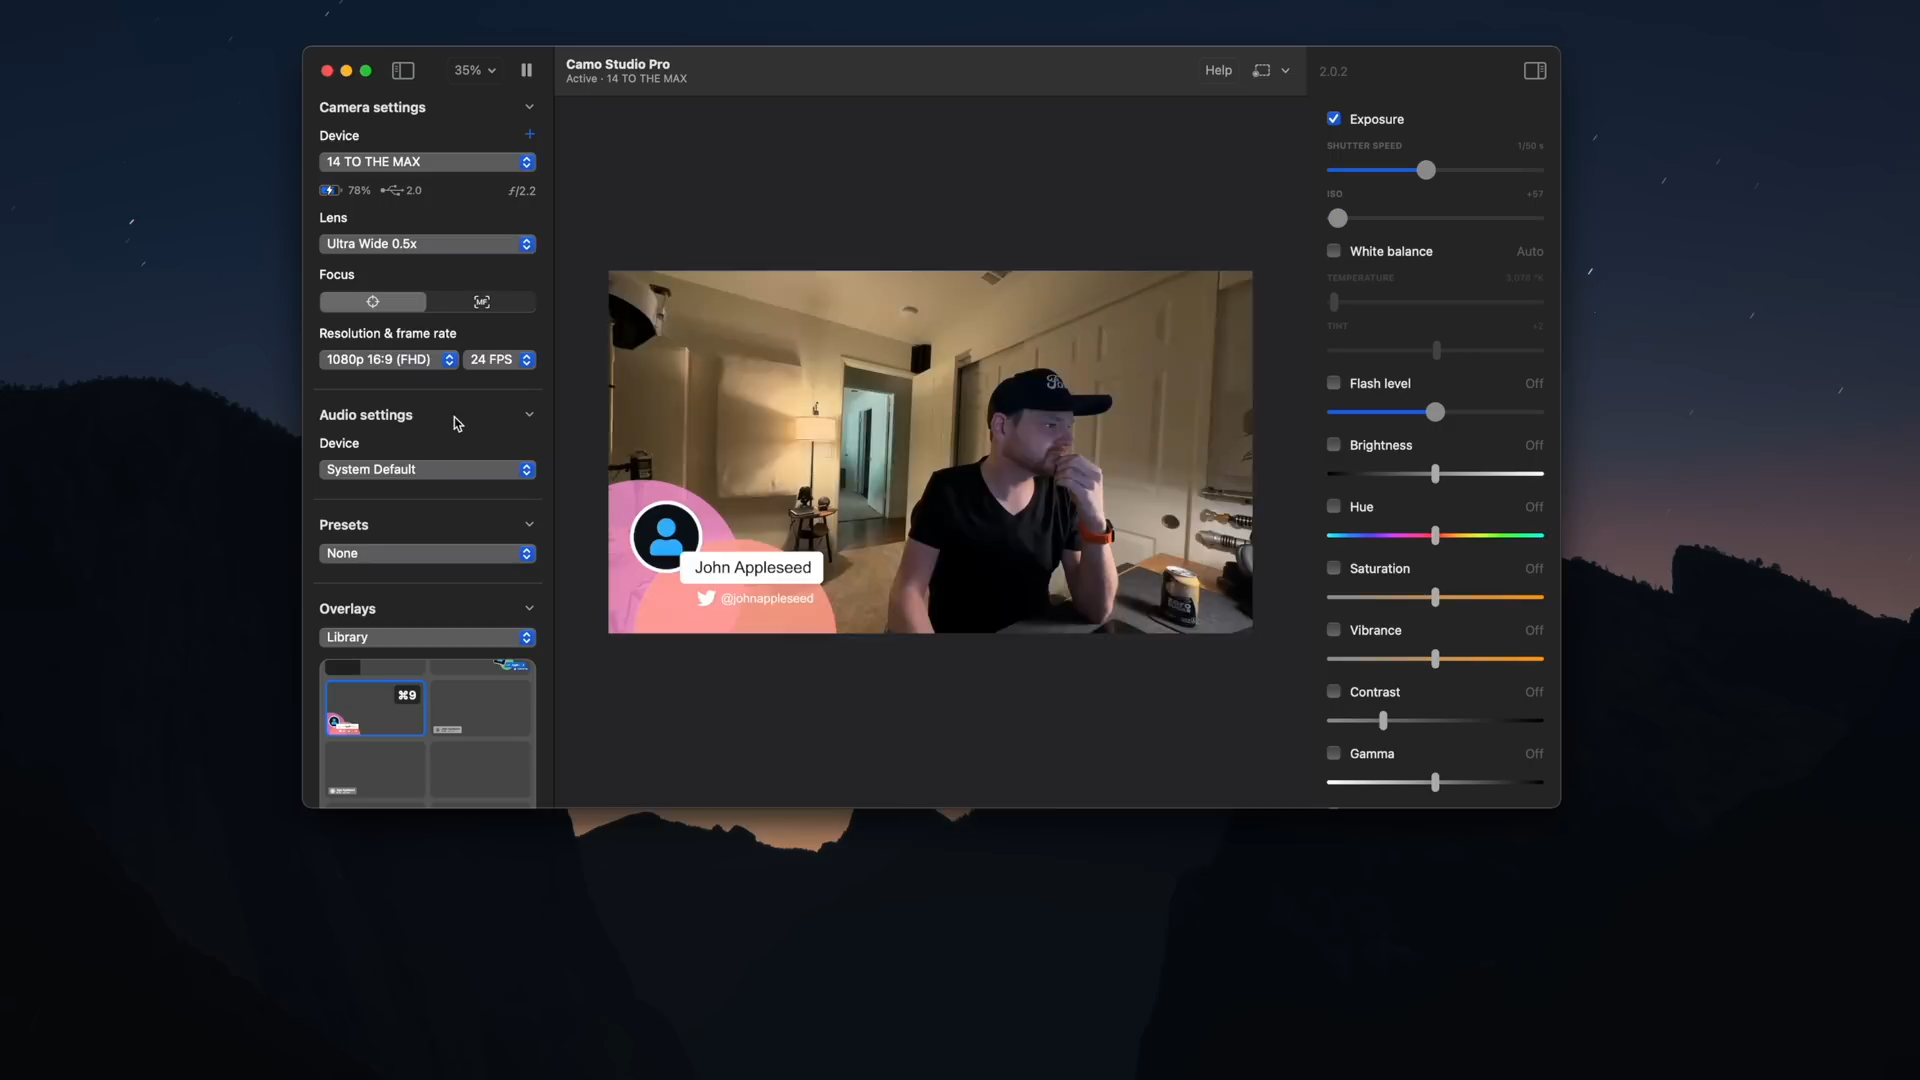 35%
Camera settings
Device
14 TO THE MAX
78% 2.0 ƒ/2.2
Lens
Ultra Wide 0.5x
Focus
MF
Resolution & frame rate
1080p 16:9 (FHD) 24 FPS
Audio settings
Device
System Default
Presets
None
Overlays
Library
⌘9
Camo Studio Pro
Active · 14 TO THE MAX
Help
John Appleseed
@johnappleseed
2.0.2
Exposure
SHUTTER SPEED 1/50 s
ISO +57
White balance Auto
TEMPERATURE 3,078 °K
TINT +2
Flash level Off
Brightness Off
Hue Off
Saturation Off
Vibrance Off
Contrast Off
Gamma Off